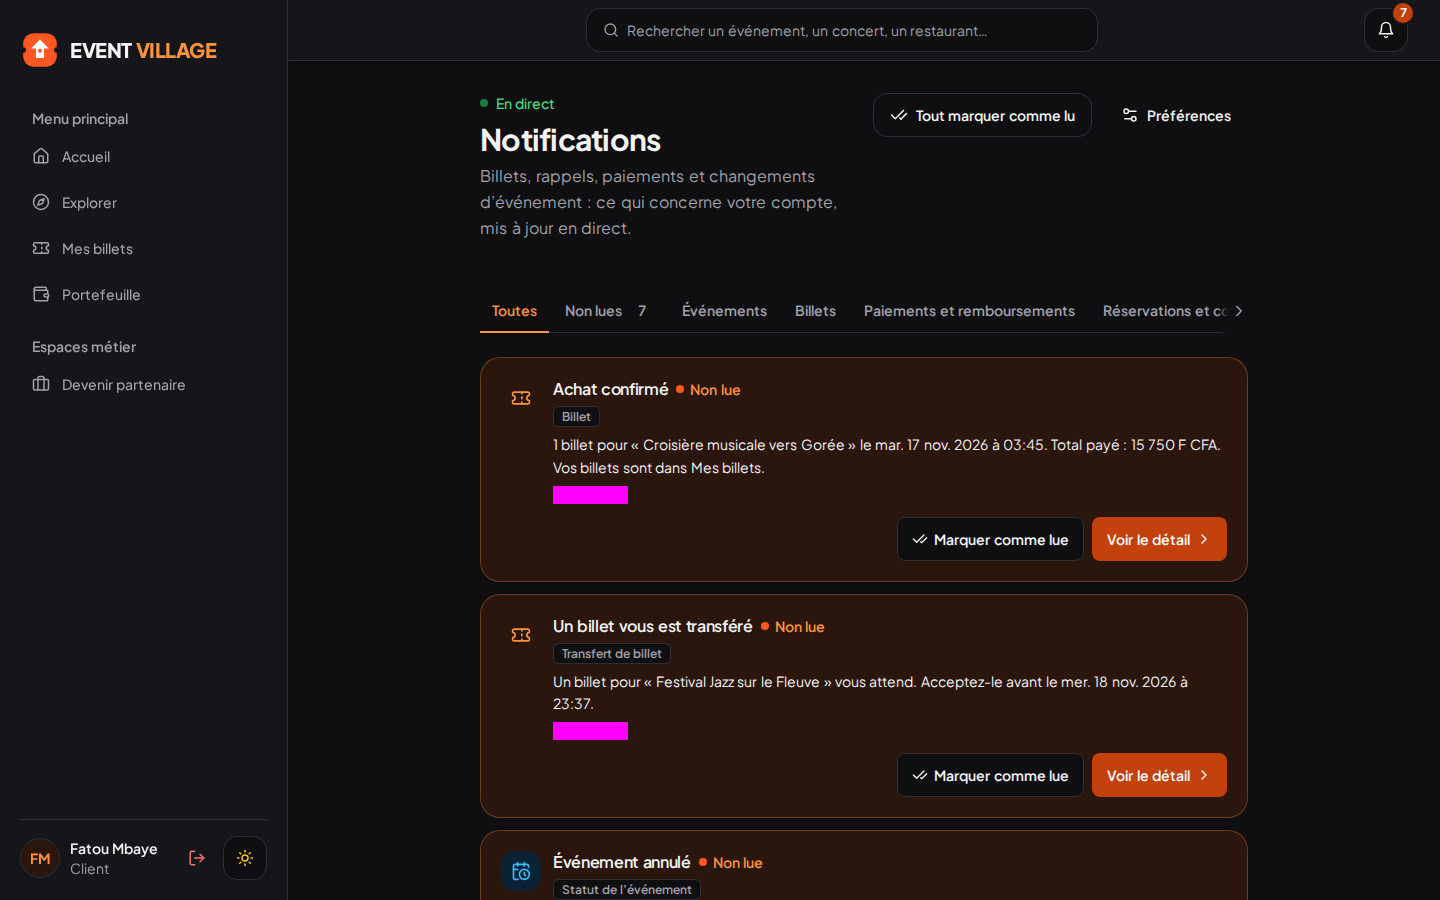 EVENT VILLAGE
Rechercher un événement, un concert, un restaurant…
7
Menu principal
Accueil
Explorer
Mes billets
Portefeuille
Espaces métier
Devenir partenaire
FM
Fatou Mbaye
Client
En direct
Notifications
Billets, rappels, paiements et changements
d’événement : ce qui concerne votre compte,
mis à jour en direct.
Tout marquer comme lu
Préférences
Toutes
Non lues 7
Événements
Billets
Paiements et remboursements
Réservations et
Achat confirmé
Non lue
Billet
1 billet pour « Croisière musicale vers Gorée » le mar. 17 nov. 2026 à 03:45. Total payé : 15 750 F CFA.
Vos billets sont dans Mes billets.
Marquer comme lue
Voir le détail
Un billet vous est transféré
Non lue
Transfert de billet
Un billet pour « Festival Jazz sur le Fleuve » vous attend. Acceptez-le avant le mer. 18 nov. 2026 à
23:37.
Marquer comme lue
Voir le détail
Événement annulé
Non lue
Statut de l’événement